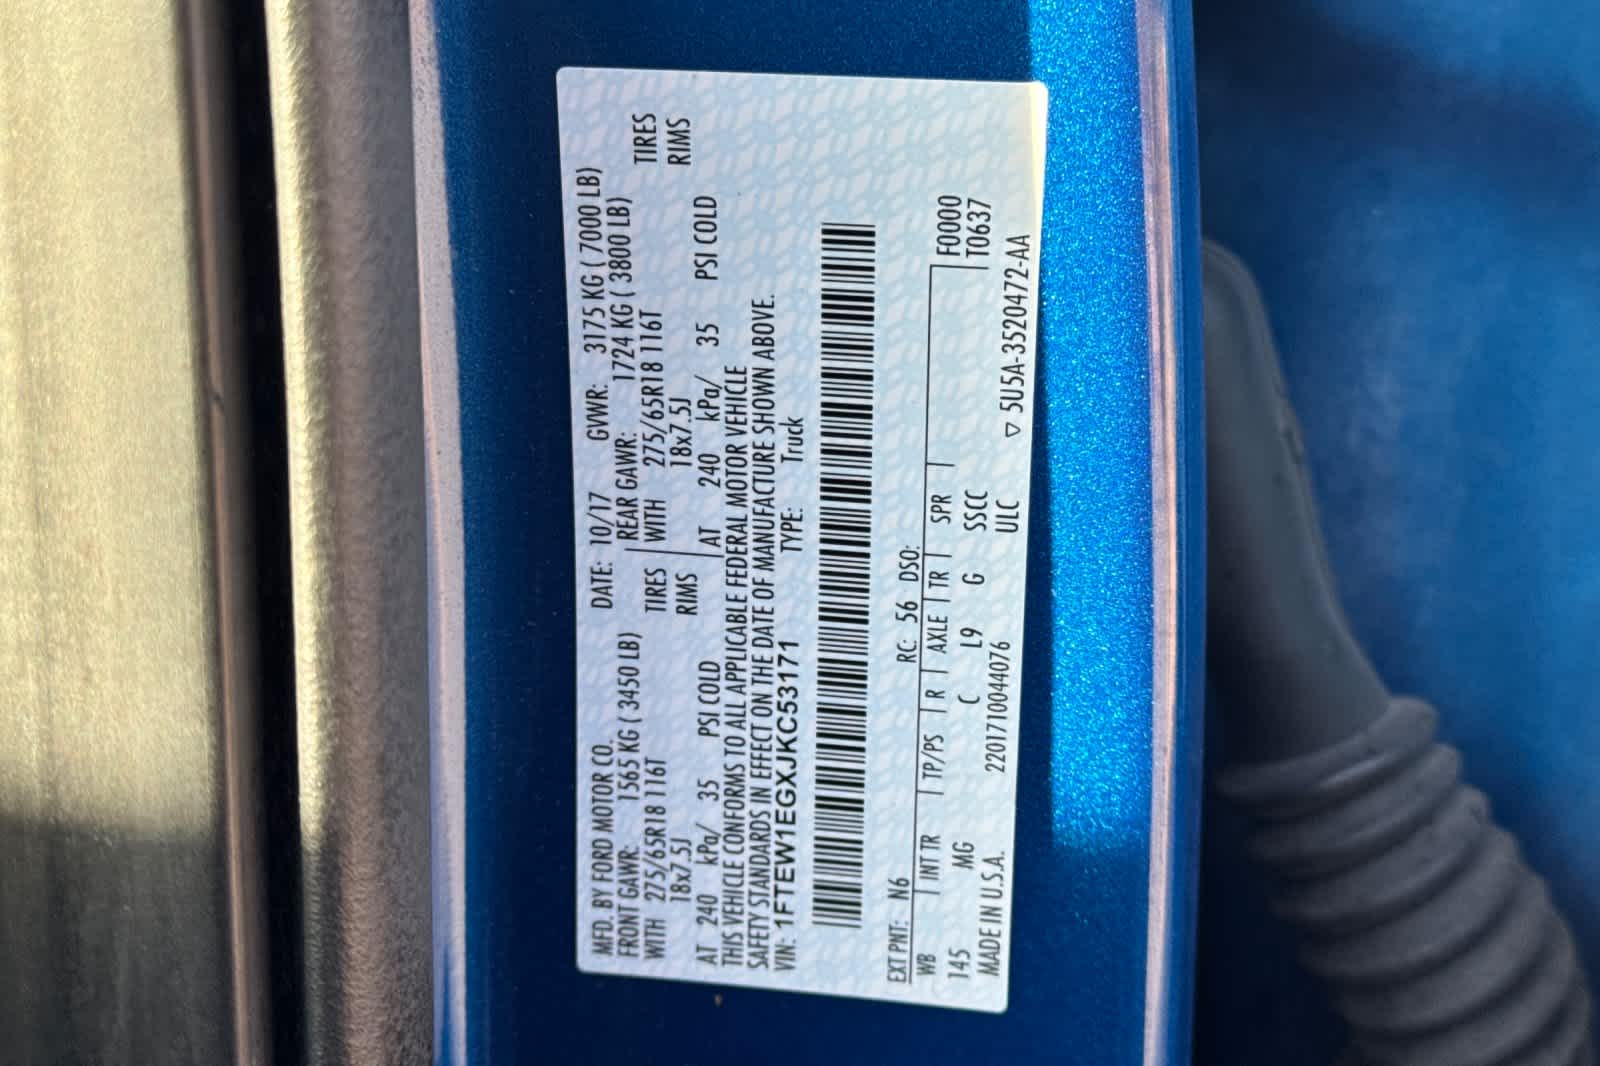 MFD. BY FORD MOTOR CO. DATE: 10/17 GVWR: 3175 KG ( 7000 LB)
FRONT GAWR: 1565 KG ( 3450 LB) REAR GAWR: 1724 KG ( 3800 LB)
WITH 275/65R18 116T TIRES WITH 275/65R18 116T TIRES
18x7.5J RIMS 18x7.5J RIMS
AT 240 kPa/ 35 PSI COLD AT 240 kPa/ 35 PSI COLD
THIS VEHICLE CONFORMS TO ALL APPLICABLE FEDERAL MOTOR VEHICLE
SAFETY STANDARDS IN EFFECT ON THE DATE OF MANUFACTURE SHOWN ABOVE.
VIN: 1FTEW1EGXJKC53171 TYPE: Truck
EXT PNT: N6 RC: 56 DSO:
WB INT TR TP/PS R AXLE TR SPR F0000
145 MG C L9 G SSCC T0637
MADE IN U.S.A. 2201710044076 ULC ▽ 5U5A-3520472-AA